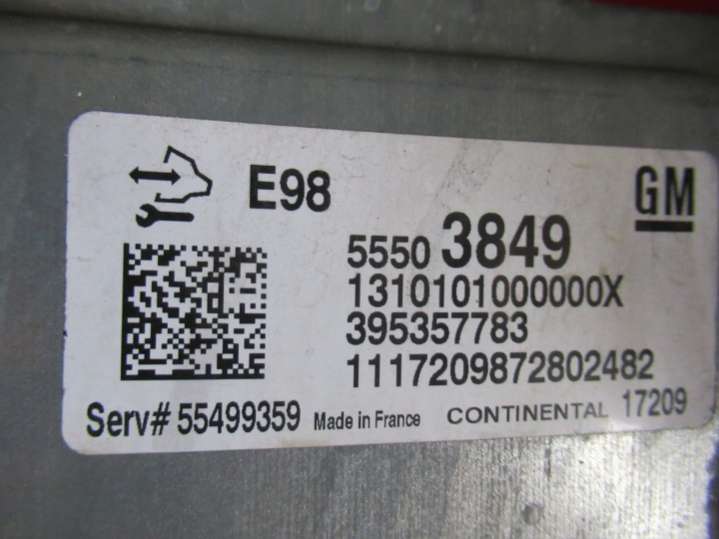 E98
GM
5550 3849
1310101000000X
395357783
1117209872802482
Serv# 55499359 Made in France CONTINENTAL 17209